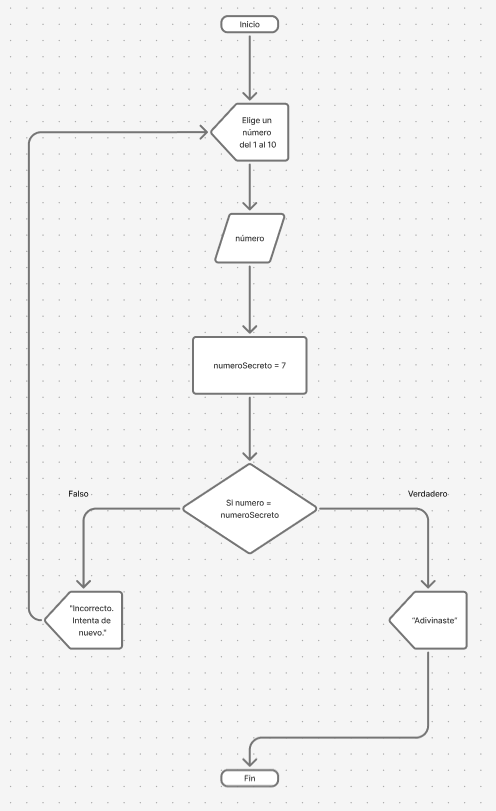 Inicio
Elige un
número
del 1 al 10
número
numeroSecreto = 7
Si numero =
numeroSecreto
Falso
Verdadero
"Incorrecto.
Intenta de
nuevo."
"Adivinaste"
Fin